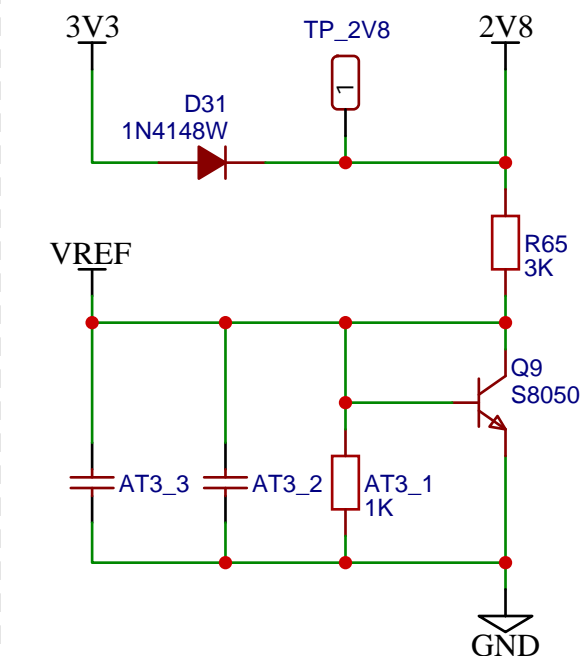 3V3
TP_2V8
2V8
1
D31
1N4148W
R65
3K
VREF
Q9
S8050
AT3_3
AT3_2
AT3_1
1K
GND